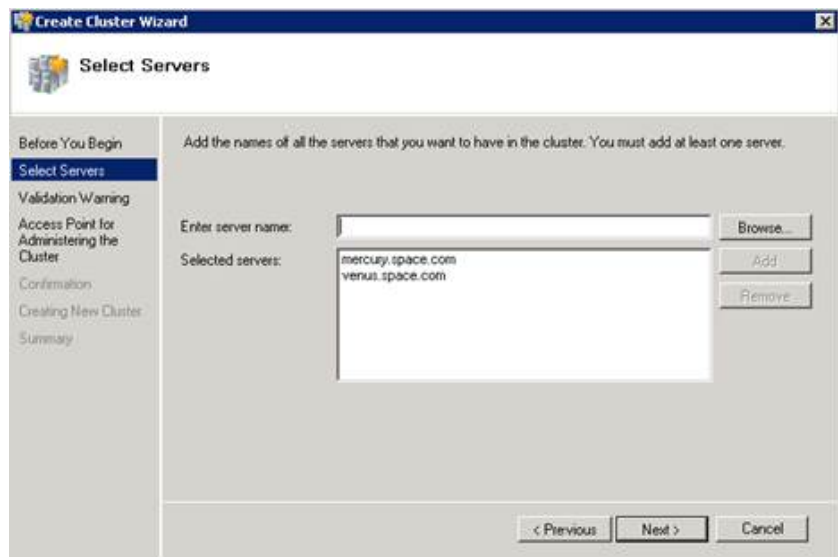 Create Cluster Wizard
Select Servers
Before You Begin
Select Servers
Validation Warning
Access Point for
Administering the
Cluster
Confirmation
Creating New Cluster
Summary
Add the names of all the servers that you want to have in the cluster. You must add at least one server.
Enter server name:
Browse...
Selected servers:
mercury.space.com
venus.space.com
Add
Remove
< Previous
Next >
Cancel